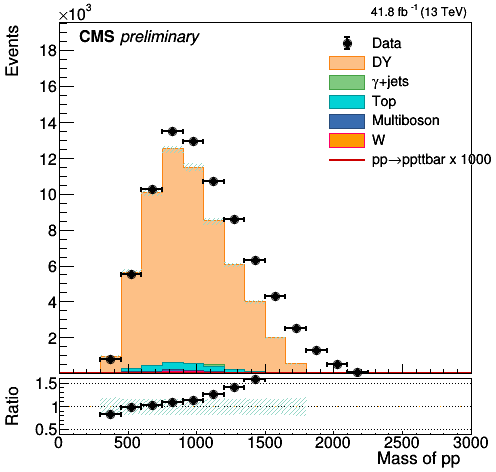 ×10³
41.8 fb⁻¹ (13 TeV)
CMS preliminary
Events
18
16
14
12
10
8
6
4
2
Data
DY
γ+jets
Top
Multiboson
W
pp→ppttbar x 1000
Ratio
1.5
1
0.5
0 500 1000 1500 2000 2500 3000
Mass of pp